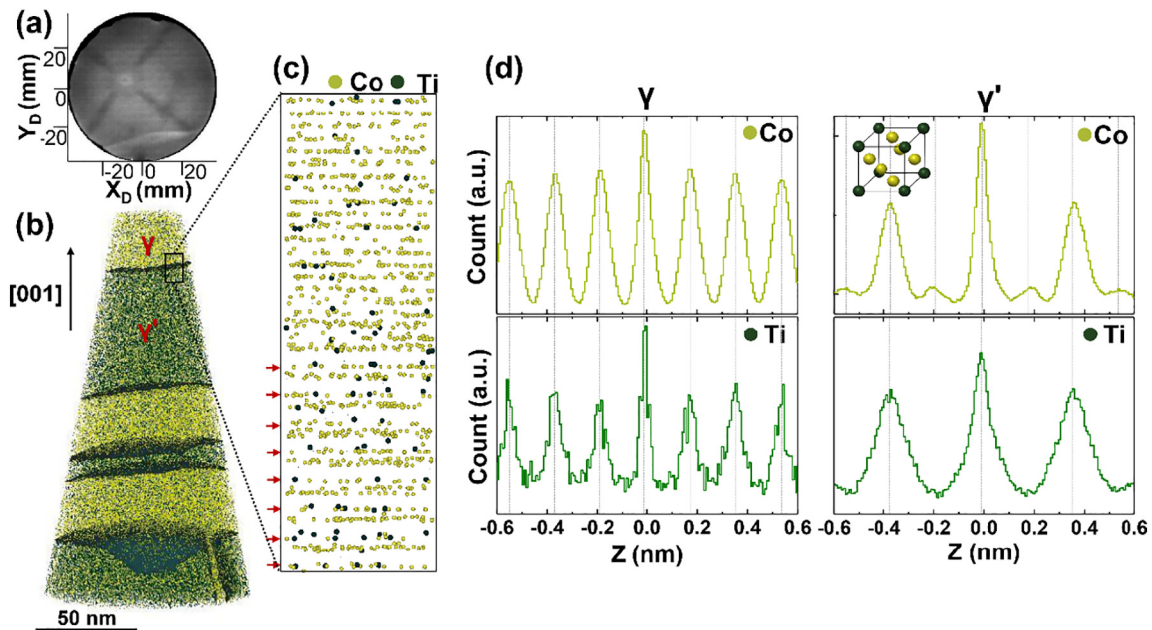 (a)
20
0
-20
Y_D (mm)
-20 0 20
X_D (mm)
(b)
[001]
γ
γ'
50 nm
(c)
Co Ti
(d)
γ
γ'
Co
Co
Count (a.u.)
Ti
Ti
Count (a.u.)
-0.6 -0.4 -0.2 0.0 0.2 0.4 0.6
-0.6 -0.4 -0.2 0.0 0.2 0.4 0.6
Z (nm)
Z (nm)